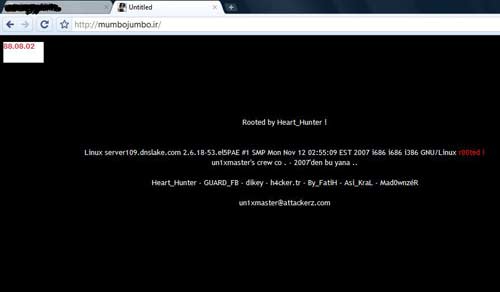 Untitled
http://mumbojumbo.ir/
88.08.02
Rooted by Heart_Hunter !
Linux server109.dnslake.com 2.6.18-53.el5PAE #1 SMP Mon Nov 12 02:55:09 EST 2007 i686 i686 i386 GNU/Linux r00ted !
un1xmaster's crew co . - 2007'den bu yana ..
Heart_Hunter - GUARD_FB - dikey - h4cker.tr - By_FatiH - Asi_KraL - Mad0wnzéR
un1xmaster@attackerz.com